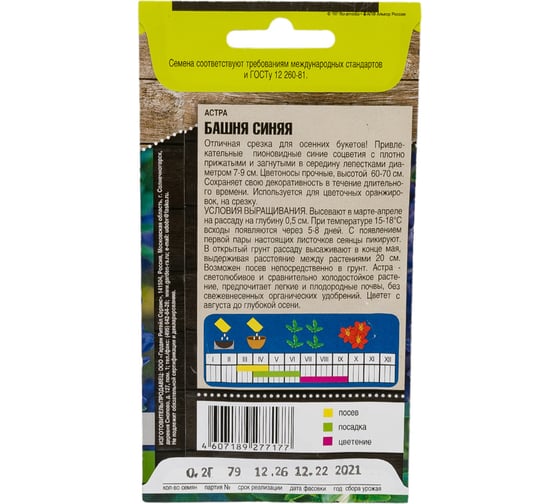 Семена соответствуют требованиям международных стандартов
и ГОСТу 12 260-81.
АСТРА
БАШНЯ СИНЯЯ
Отличная срезка для осенних букетов! Привле-
кательные пионовидные синие соцветия с плотно
прижатыми и загнутыми в середину лепестками диа-
метром 7-9 см. Цветоносы прочные, высотой 60-70 см.
Сохраняет свою декоративность в течение длительно-
го времени. Используется для цветочных оранжиро-
вок, на срезку.
УСЛОВИЯ ВЫРАЩИВАНИЯ. Высевают в марте-апреле
на рассаду на глубину 0,5 см. При температуре 15-18°С
сходы появляются через 5-8 дней. С появлением
первой пары настоящих листочков сеянцы пикируют.
В открытый грунт рассаду высаживают в конце мая,
выдерживая расстояние между растениями 20 см.
Возможен посев непосредственно в грунт. Астра -
светолюбивое и сравнительно холодостойкое расте-
ние, предпочитает легкие и плодородные почвы, без
свежевнесенных органических удобрений. Цветет с
августа до глубокой осени.
I II III IV V VI VII VIII IX X XI XII
посев
посадка
цветение
4 607189 277177
0.2г 79 12.26 12.22 2021
кол-во семян партия № срок реализации дата фасовки год сбора урожая